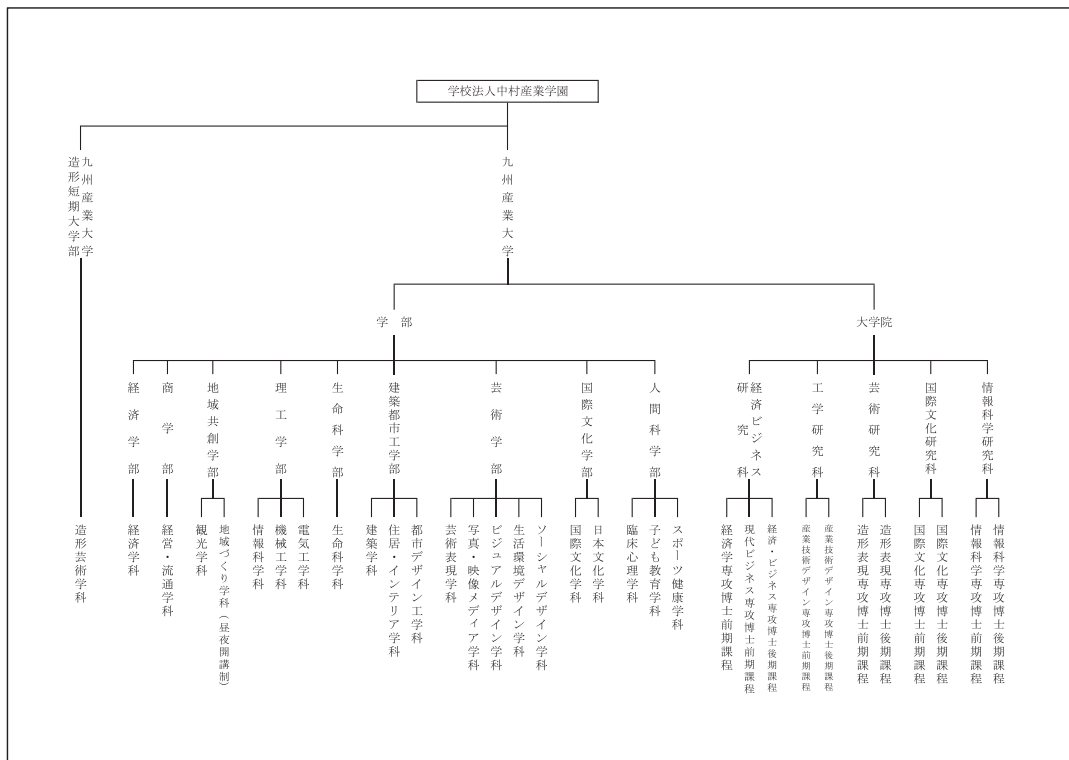 学校法人中村産業学園
九州産業大学
造形短期大学部
九州産業大学
学部
大学院
経済学部
商学部
地域共創学部
理工学部
生命科学部
建築都市工学部
芸術学部
国際文化学部
人間科学部
経済ビジネス
研究科
工学研究科
芸術研究科
国際文化研究科
情報科学研究科
造形芸術学科
経済学科
経営・流通学科
観光学科
地域づくり学科(昼夜開講制)
情報科学科
機械工学科
電気工学科
生命科学科
建築学科
住居・インテリア学科
都市デザイン工学科
芸術表現学科
写真・映像メディア学科
ビジュアルデザイン学科
生活環境デザイン学科
ソーシャルデザイン学科
国際文化学科
日本文化学科
臨床心理学科
子ども教育学科
スポーツ健康科学科
経済学専攻博士前期課程
現代ビジネス専攻博士前期課程
経済・ビジネス専攻博士後期課程
産業技術デザイン専攻博士前期課程
産業技術デザイン専攻博士後期課程
造形表現専攻博士前期課程
造形表現専攻博士後期課程
国際文化専攻博士前期課程
国際文化専攻博士後期課程
情報科学専攻博士前期課程
情報科学専攻博士後期課程